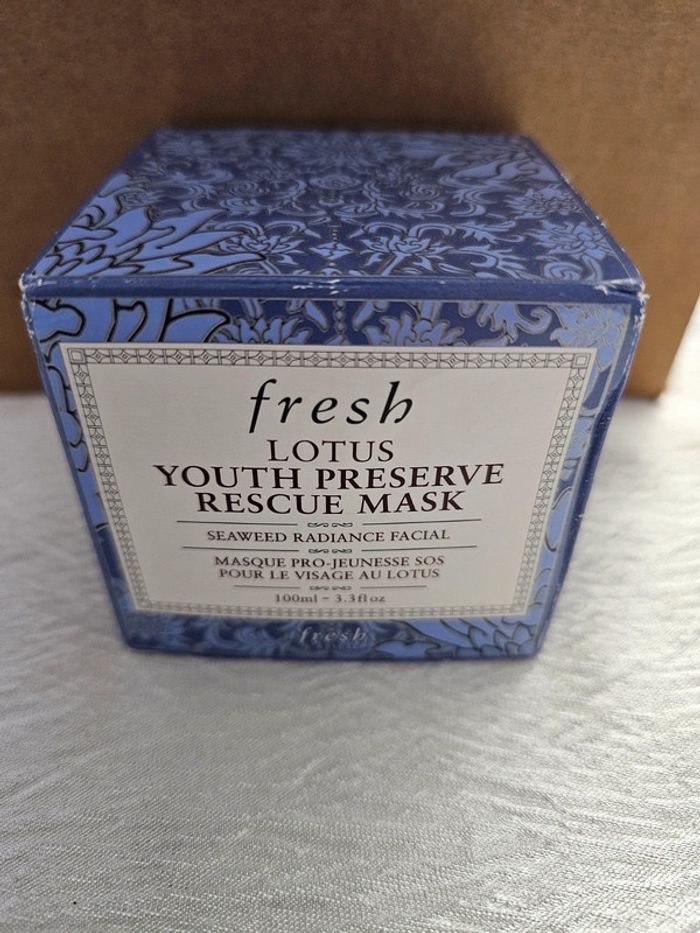 fresh
LOTUS
YOUTH PRESERVE
RESCUE MASK
SEAWEED RADIANCE FACIAL
MASQUE PRO-JEUNESSE SOS
POUR LE VISAGE AU LOTUS
100ml - 3.3fl oz
fresh